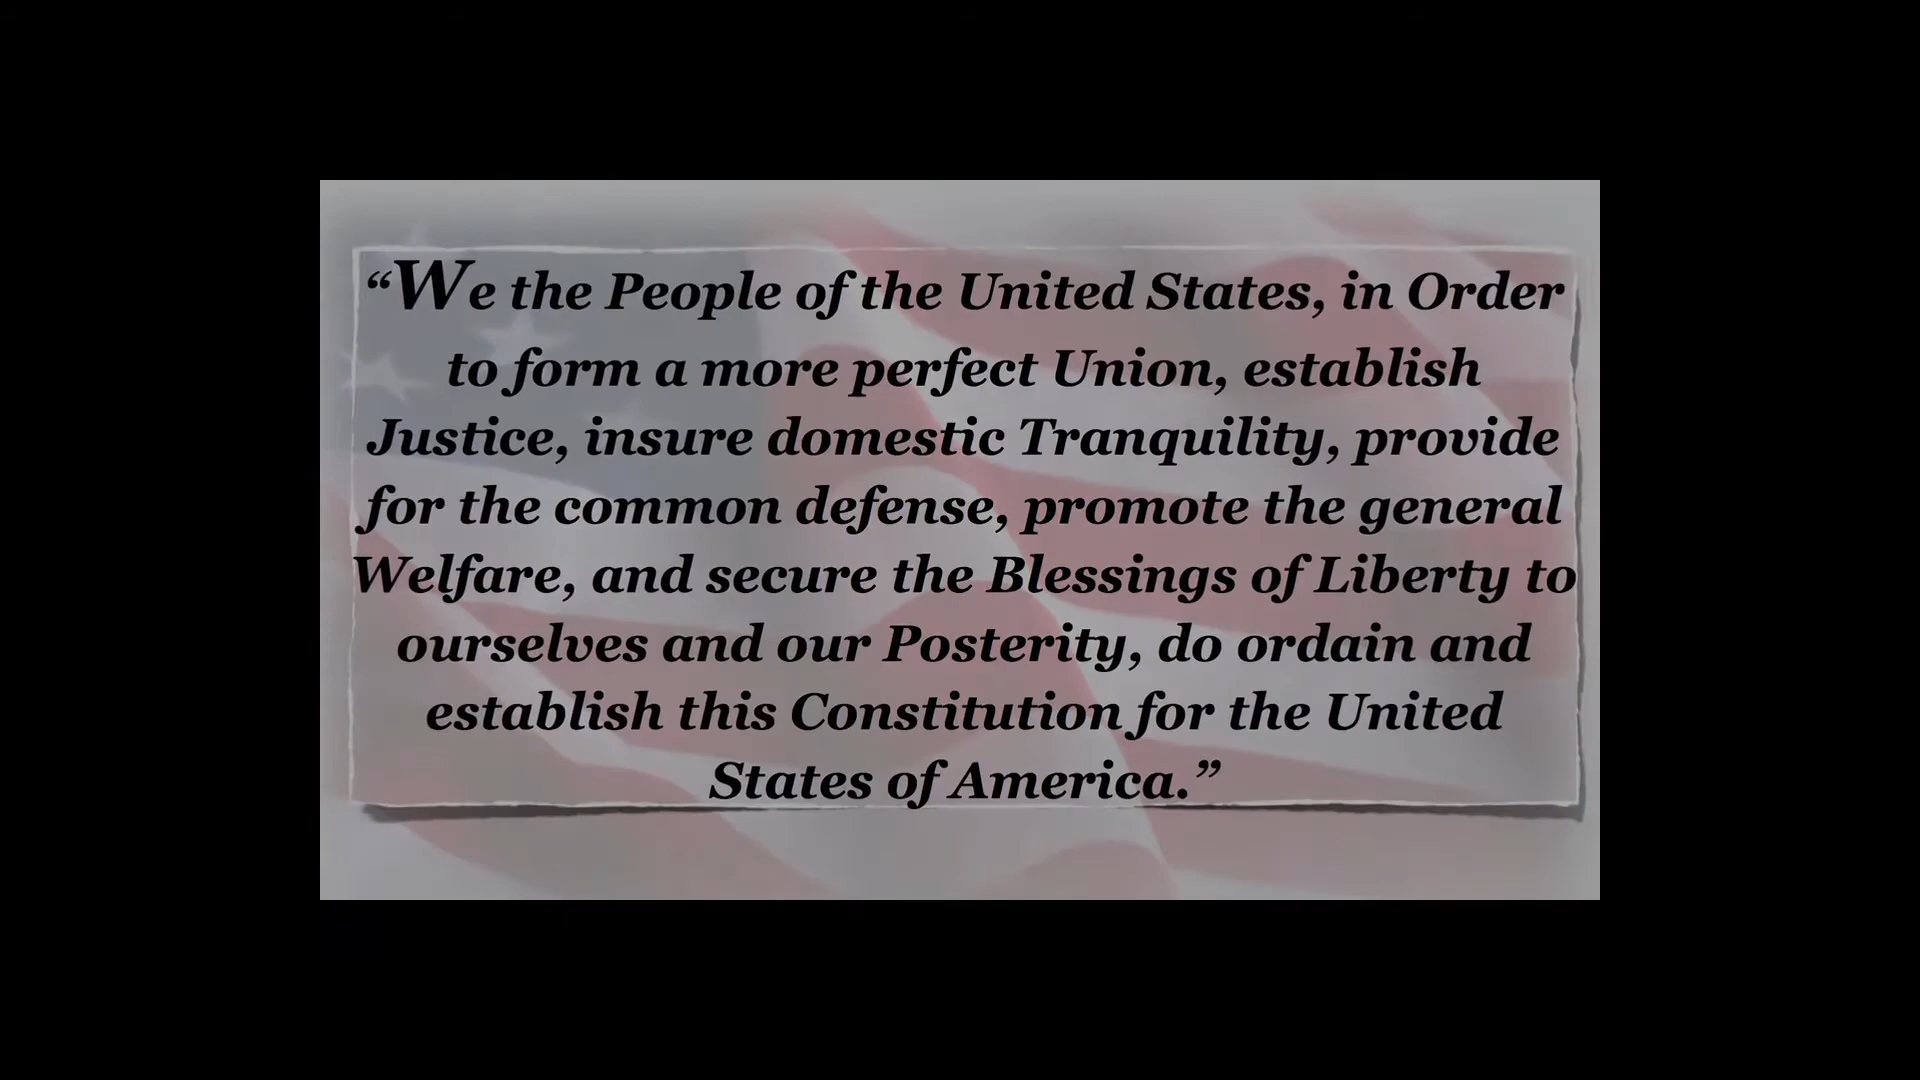 “We the People of the United States, in Order
to form a more perfect Union, establish
Justice, insure domestic Tranquility, provide
for the common defense, promote the general
Welfare, and secure the Blessings of Liberty to
ourselves and our Posterity, do ordain and
establish this Constitution for the United
States of America.”